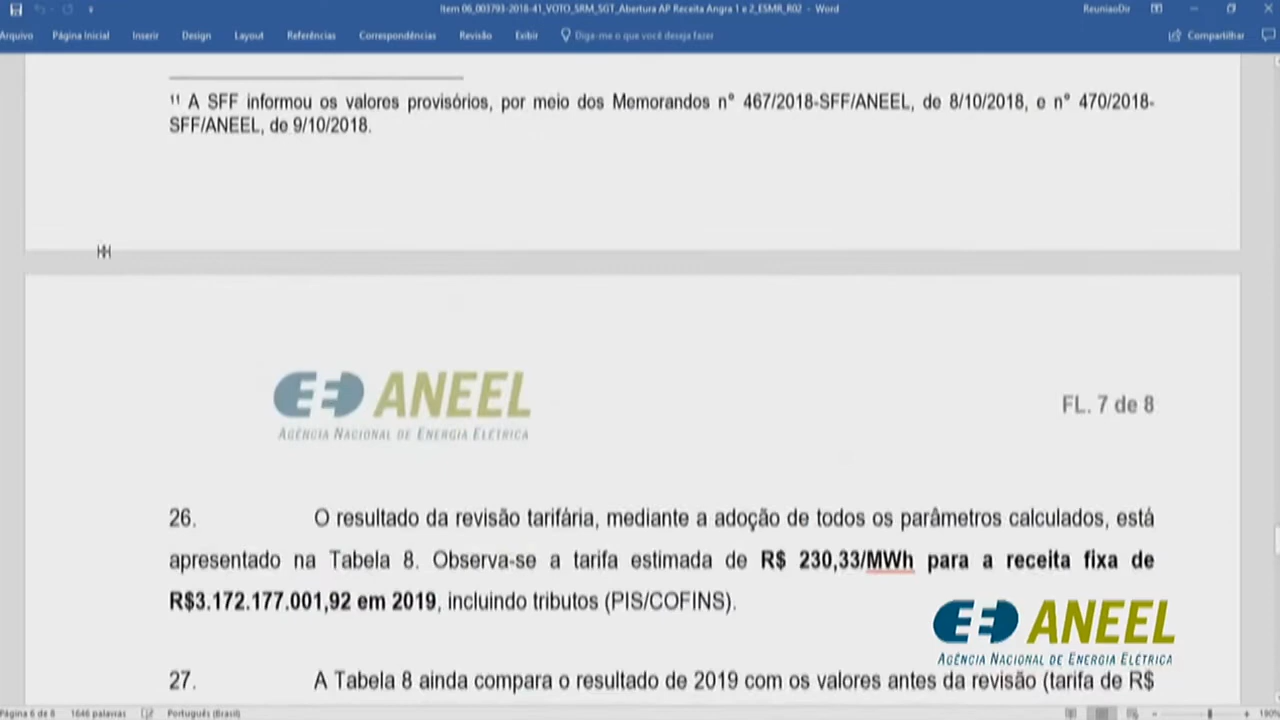 Item 06_003793-2018-41_VOTO_SRM_SGT_Abertura AP Receita Angra 1 e 2_ESMR_R02 - Word
ReuniaoDir
Arquivo Página Inicial Inserir Design Layout Referências Correspondências Revisão Exibir Diga-me o que você deseja fazer Compartilhar
11 A SFF informou os valores provisórios, por meio dos Memorandos n° 467/2018-SFF/ANEEL, de 8/10/2018, e n° 470/2018-
SFF/ANEEL, de 9/10/2018.
ANEEL
AGÊNCIA NACIONAL DE ENERGIA ELÉTRICA
FL. 7 de 8
26. O resultado da revisão tarifária, mediante a adoção de todos os parâmetros calculados, está
apresentado na Tabela 8. Observa-se a tarifa estimada de R$ 230,33/MWh para a receita fixa de
R$3.172.177.001,92 em 2019, incluindo tributos (PIS/COFINS).
ANEEL
AGÊNCIA NACIONAL DE ENERGIA ELÉTRICA
27. A Tabela 8 ainda compara o resultado de 2019 com os valores antes da revisão (tarifa de R$
Página 6 de 8 1646 palavras Português (Brasil) 190%